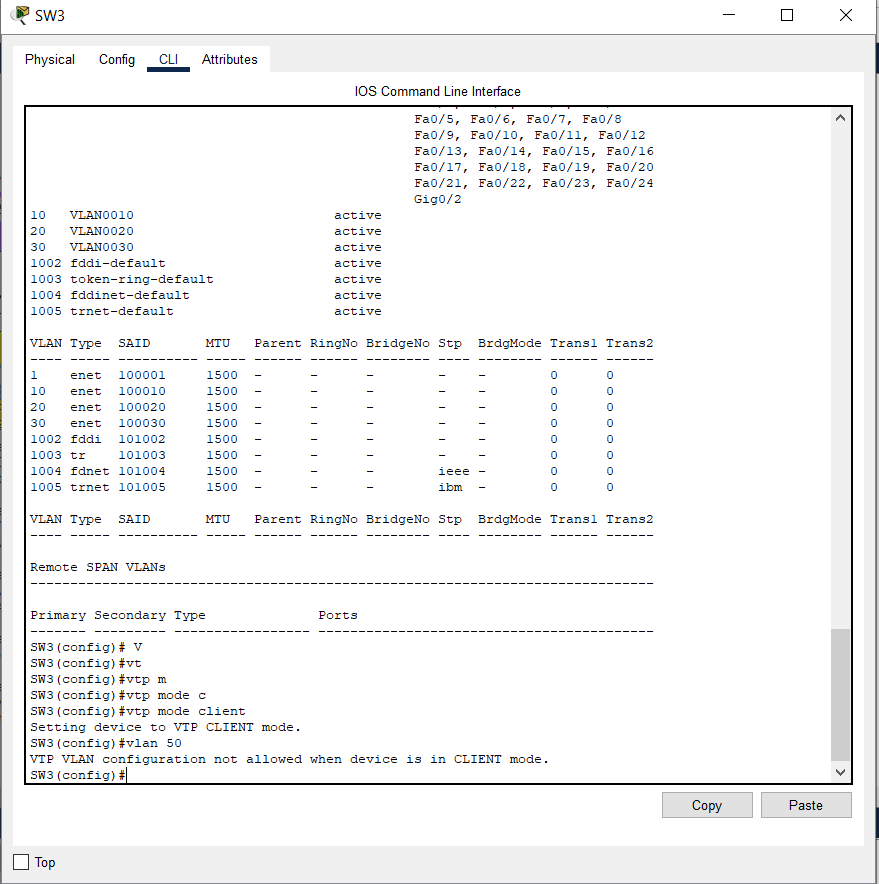 SW3
Physical Config CLI Attributes
IOS Command Line Interface
Fa0/5, Fa0/6, Fa0/7, Fa0/8
Fa0/9, Fa0/10, Fa0/11, Fa0/12
Fa0/13, Fa0/14, Fa0/15, Fa0/16
Fa0/17, Fa0/18, Fa0/19, Fa0/20
Fa0/21, Fa0/22, Fa0/23, Fa0/24
Gig0/2
10   VLAN0010                         active
20   VLAN0020                         active
30   VLAN0030                         active
1002 fddi-default                     active
1003 token-ring-default               active
1004 fddinet-default                  active
1005 trnet-default                    active
VLAN Type  SAID       MTU   Parent RingNo BridgeNo Stp  BrdgMode Trans1 Trans2
---- ----- ---------- ----- ------ ------ -------- ---- -------- ------ ------
1    enet  100001     1500  -      -      -        -    -        0      0
10   enet  100010     1500  -      -      -        -    -        0      0
20   enet  100020     1500  -      -      -        -    -        0      0
30   enet  100030     1500  -      -      -        -    -        0      0
1002 fddi  101002     1500  -      -      -        -    -        0      0
1003 tr    101003     1500  -      -      -        -    -        0      0
1004 fdnet 101004     1500  -      -      -        ieee -        0      0
1005 trnet 101005     1500  -      -      -        ibm  -        0      0
VLAN Type  SAID       MTU   Parent RingNo BridgeNo Stp  BrdgMode Trans1 Trans2
---- ----- ---------- ----- ------ ------ -------- ---- -------- ------ ------
Remote SPAN VLANs
------------------------------------------------------------------------------
Primary Secondary Type              Ports
------- --------- ----------------- ------------------------------------------
SW3(config)# V
SW3(config)#vt
SW3(config)#vtp m
SW3(config)#vtp mode c
SW3(config)#vtp mode client
Setting device to VTP CLIENT mode.
SW3(config)#vlan 50
VTP VLAN configuration not allowed when device is in CLIENT mode.
SW3(config)#
Copy Paste
Top